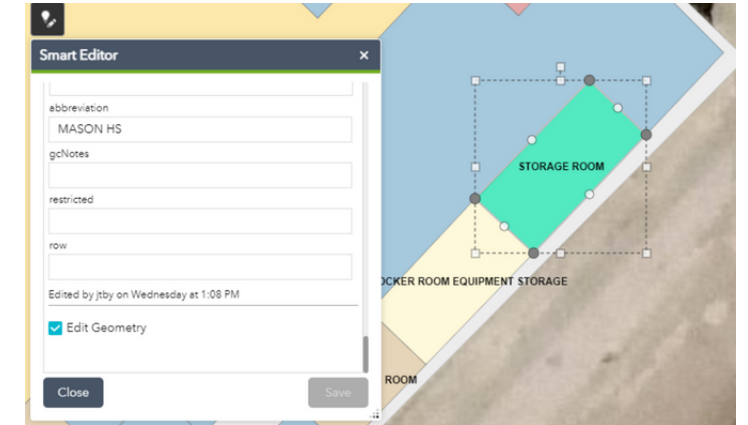 Smart Editor
abbreviation
MASON HS
gcNotes
restricted
row
Edited by jtby on Wednesday at 1:08 PM
Edit Geometry
Close
Save
STORAGE ROOM
EQUIPMENT STORAGE
ROOM
ROOM